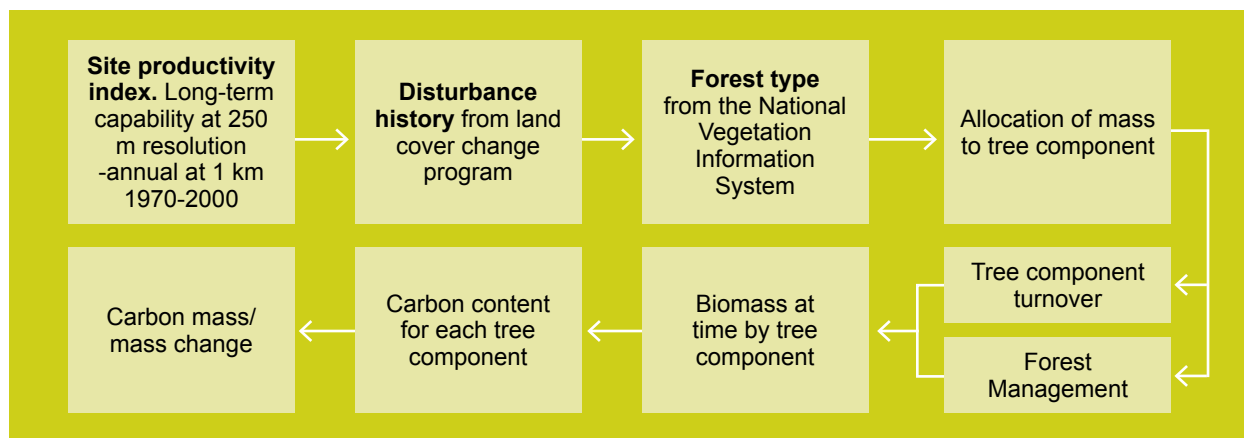 Site productivity
index. Long-term
capability at 250
m resolution
-annual at 1 km
1970-2000
Disturbance
history from land
cover change
program
Forest type
from the National
Vegetation
Information
System
Allocation of mass
to tree component
Tree component
turnover
Forest
Management
Biomass at
time by tree
component
Carbon content
for each tree
component
Carbon mass/
mass change